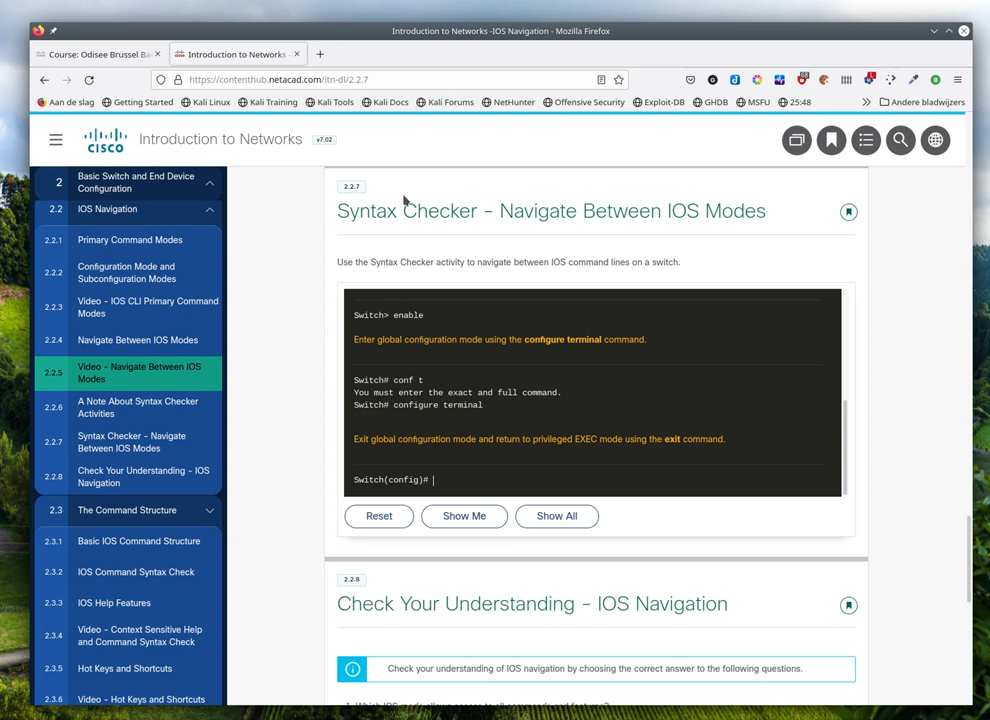 Introduction to Networks -IOS Navigation - Mozilla Firefox
Course: Odisee Brussel Ba
Introduction to Networks -
https://contenthub.netacad.com/itn-dl/2.2.7
Aan de slag
Getting Started
Kali Linux
Kali Training
Kali Tools
Kali Docs
Kali Forums
NetHunter
Offensive Security
Exploit-DB
GHDB
MSFU
25:48
Andere bladwijzers
CISCO
Introduction to Networks
v7.02
2
Basic Switch and End Device
Configuration
2.2
IOS Navigation
2.2.1
Primary Command Modes
2.2.2
Configuration Mode and
Subconfiguration Modes
2.2.3
Video - IOS CLI Primary Command
Modes
2.2.4
Navigate Between IOS Modes
2.2.5
Video - Navigate Between IOS
Modes
2.2.6
A Note About Syntax Checker
Activities
2.2.7
Syntax Checker - Navigate
Between IOS Modes
2.2.8
Check Your Understanding - IOS
Navigation
2.3
The Command Structure
2.3.1
Basic IOS Command Structure
2.3.2
IOS Command Syntax Check
2.3.3
IOS Help Features
2.3.4
Video - Context Sensitive Help
and Command Syntax Check
2.3.5
Hot Keys and Shortcuts
2.3.6
Video - Hot Keys and Shortcuts
2.2.7
Syntax Checker - Navigate Between IOS Modes
Use the Syntax Checker activity to navigate between IOS command lines on a switch.
Switch> enable
Enter global configuration mode using the configure terminal command.
Switch# conf t
You must enter the exact and full command.
Switch# configure terminal
Exit global configuration mode and return to privileged EXEC mode using the exit command.
Switch(config)#
Reset
Show Me
Show All
2.2.8
Check Your Understanding - IOS Navigation
Check your understanding of IOS navigation by choosing the correct answer to the following questions.
1. Which IOS mode allows access to all commands and features?